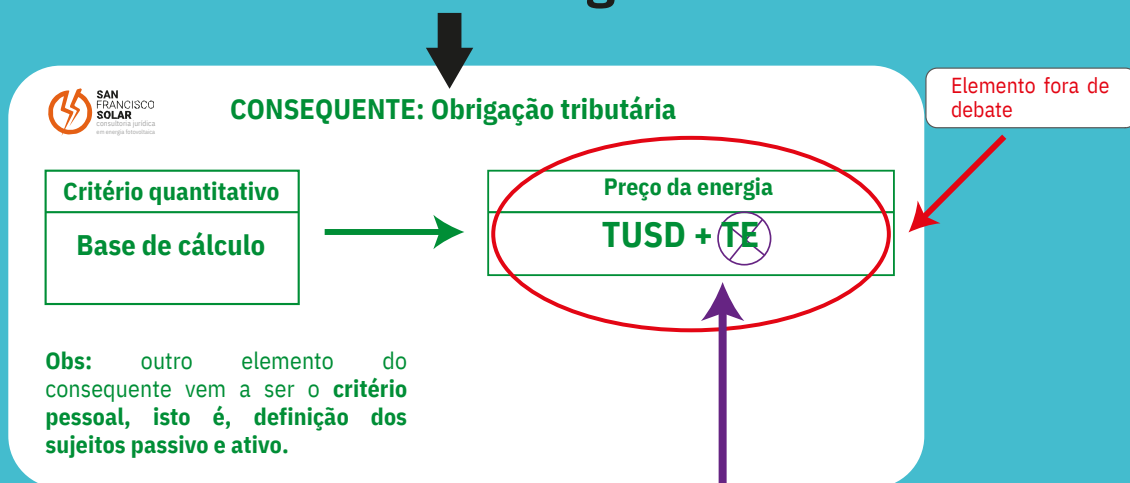 SAN
FRANCISCO
SOLAR
consultoria jurídica
em energia fotovoltaica
CONSEQUENTE: Obrigação tributária
Elemento fora de
debate
Critério quantitativo
Base de cálculo
Preço da energia
TUSD + TE
Obs: outro elemento do
consequente vem a ser o critério
pessoal, isto é, definição dos
sujeitos passivo e ativo.